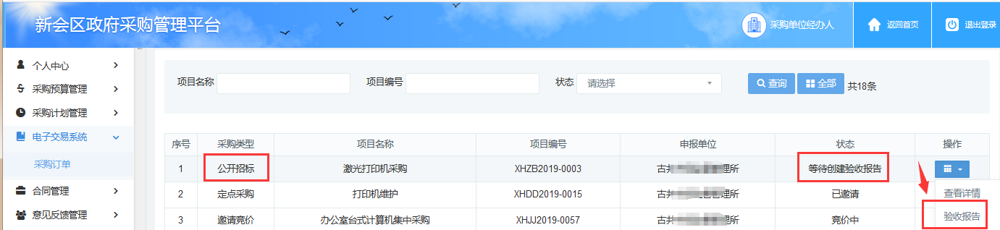 新会区政府采购管理平台
采购单位经办人
返回首页
退出登录
个人中心
采购预算管理
采购计划管理
电子交易系统
采购订单
合同管理
意见反馈管理
项目名称 项目编号 状态 请选择 查询 全部 共18条
序号 采购类型 项目名称 项目编号 申报单位 状态 操作
1 公开招标 激光打印机采购 XHZB2019-0003 古井 理所 等待创建验收报告
2 定点采购 打印机维护 XHDD2019-0015 古井 管理所 已邀请
3 邀请竞价 办公室台式计算机集中采购 XHJJ2019-0057 古井 理所 竞价中
查看详情
验收报告